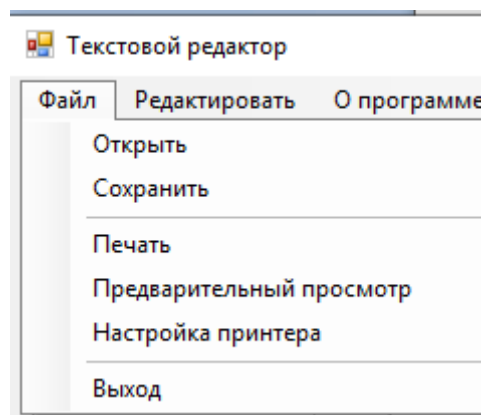 Текстовой редактор
Файл Редактировать О программе
Открыть
Сохранить
Печать
Предварительный просмотр
Настройка принтера
Выход